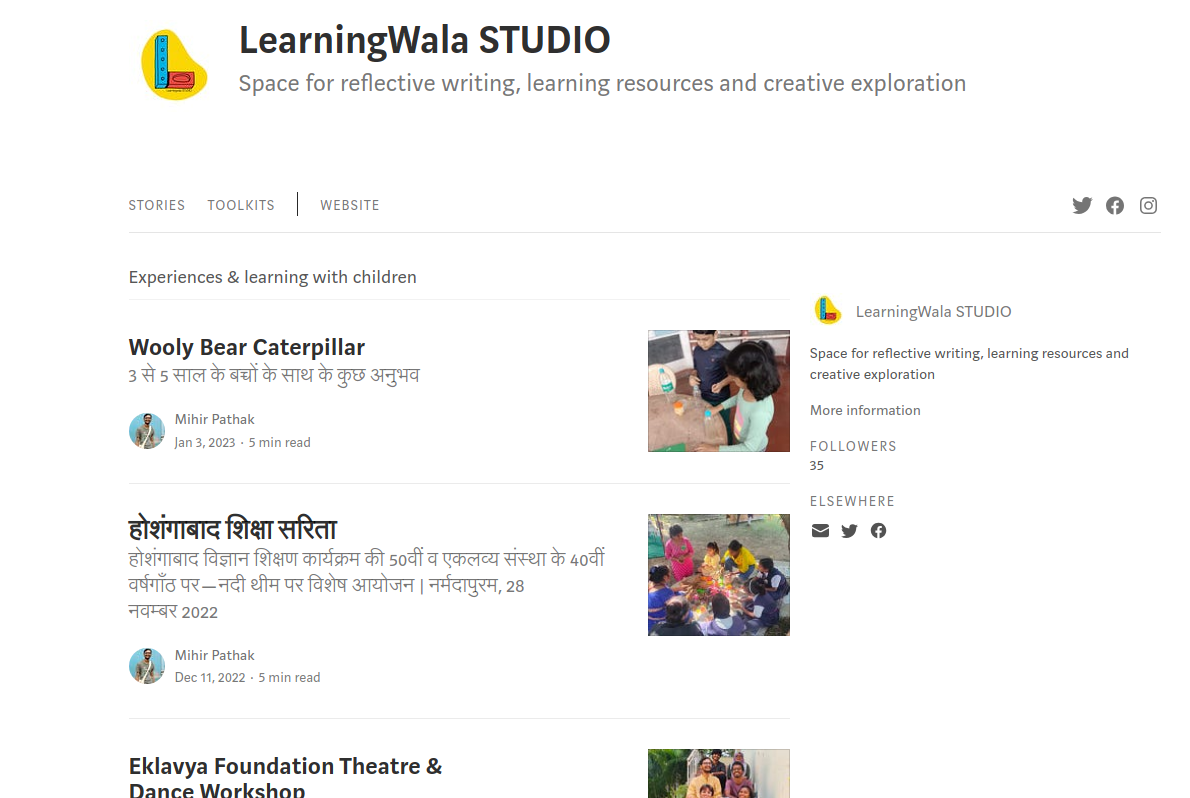 LearningWala STUDIO
Space for reflective writing, learning resources and creative exploration
STORIES TOOLKITS WEBSITE
Experiences & learning with children
Wooly Bear Caterpillar
3 से 5 साल के बच्चों के साथ के कुछ अनुभव
Mihir Pathak
Jan 3, 2023 · 5 min read
होशंगाबाद शिक्षा सरिता
होशंगाबाद विज्ञान शिक्षण कार्यक्रम की 50वीं व एकलव्य संस्था के 40वीं
वर्षगाँठ पर — नदी थीम पर विशेष आयोजन | नर्मदापुरम, 28
नवम्बर 2022
Mihir Pathak
Dec 11, 2022 · 5 min read
Eklavya Foundation Theatre &
Dance Workshop
LearningWala STUDIO
Space for reflective writing, learning resources and
creative exploration
More information
FOLLOWERS
35
ELSEWHERE